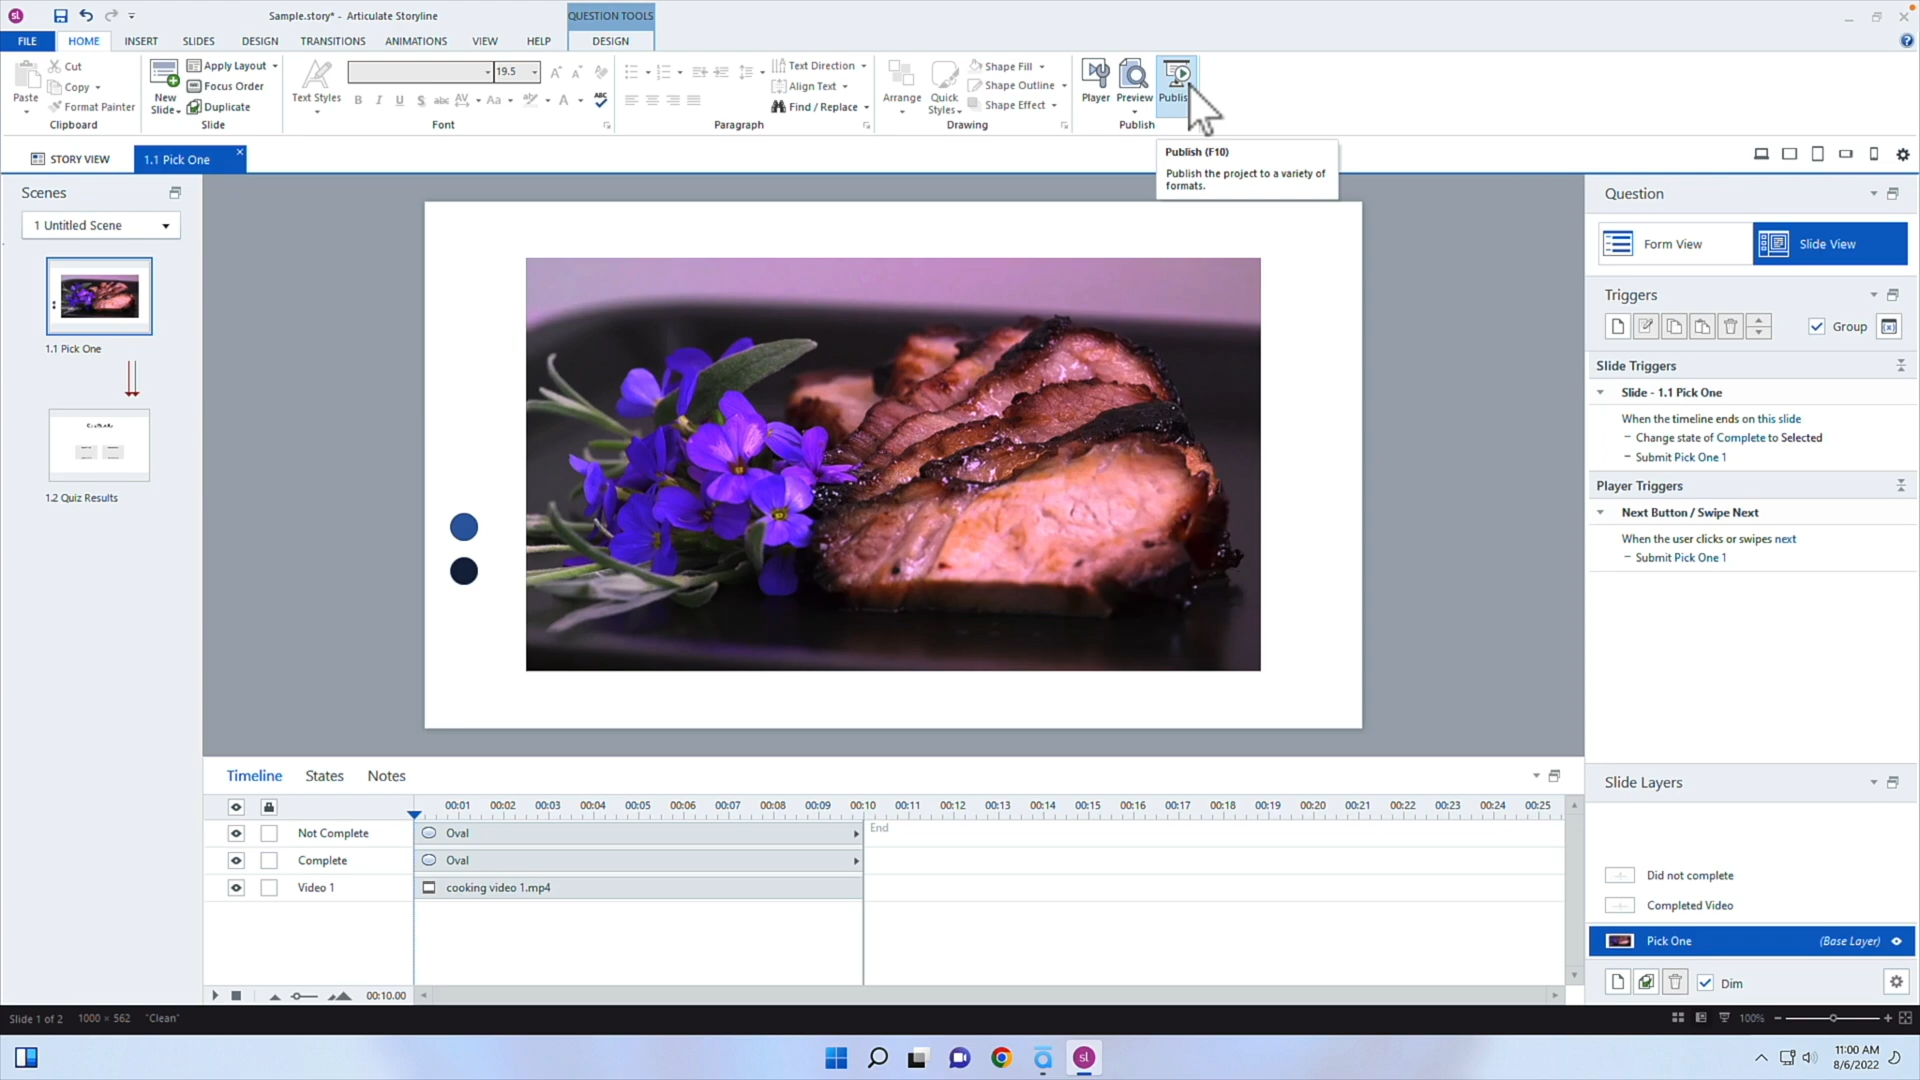 Sample.story* - Articulate Storyline
QUESTION TOOLS
FILE HOME INSERT SLIDES DESIGN TRANSITIONS ANIMATIONS VIEW HELP DESIGN
Paste
Cut
Copy
Format Painter
Clipboard
New
Slide
Apply Layout
Focus Order
Duplicate
Slide
Text Styles
19.5
B I U S abc AV Aa A ABC
Font
Text Direction
Align Text
Find / Replace
Paragraph
Arrange
Quick
Styles
Shape Fill
Shape Outline
Shape Effect
Drawing
Player Preview Publis
Publish
Publish (F10)
Publish the project to a variety of
formats.
STORY VIEW
1.1 Pick One
Scenes
1 Untitled Scene
1.1 Pick One
1.2 Quiz Results
Question
Form View
Slide View
Triggers
Group
Slide Triggers
Slide - 1.1 Pick One
When the timeline ends on this slide
– Change state of Complete to Selected
– Submit Pick One 1
Player Triggers
Next Button / Swipe Next
When the user clicks or swipes next
– Submit Pick One 1
Timeline States Notes
00:01 00:02 00:03 00:04 00:05 00:06 00:07 00:08 00:09 00:10 00:11 00:12 00:13 00:14 00:15 00:16 00:17 00:18 00:19 00:20 00:21 00:22 00:23 00:24 00:25
Not Complete Oval End
Complete Oval
Video 1 cooking video 1.mp4
00:10.00
Slide Layers
Did not complete
Completed Video
Pick One (Base Layer)
Dim
Slide 1 of 2 1000 × 562 "Clean"
100%
11:00 AM
8/6/2022